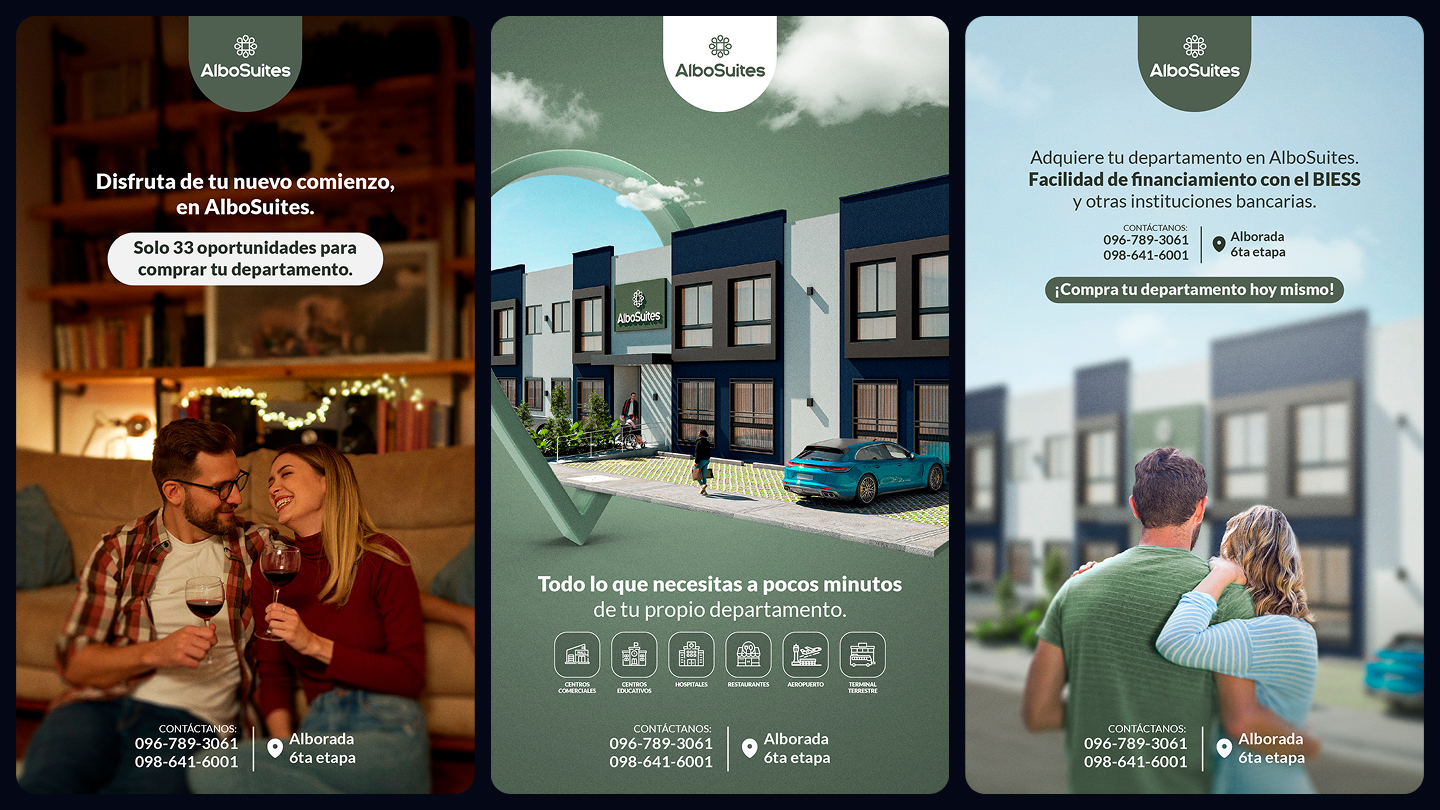 AlboSuites
Disfruta de tu nuevo comienzo,
en AlboSuites.
Solo 33 oportunidades para
comprar tu departamento.
CONTÁCTANOS:
096-789-3061
098-641-6001
Alborada
6ta etapa
AlboSuites
AlboSuites
Todo lo que necesitas a pocos minutos
de tu propio departamento.
CENTROS
COMERCIALES
CENTROS
EDUCATIVOS
HOSPITALES
RESTAURANTES
AEROPUERTO
TERMINAL
TERRESTRE
CONTÁCTANOS:
096-789-3061
098-641-6001
Alborada
6ta etapa
AlboSuites
Adquiere tu departamento en AlboSuites.
Facilidad de financiamiento con el BIESS
y otras instituciones bancarias.
CONTÁCTANOS:
096-789-3061
098-641-6001
Alborada
6ta etapa
¡Compra tu departamento hoy mismo!
CONTÁCTANOS:
096-789-3061
098-641-6001
Alborada
6ta etapa